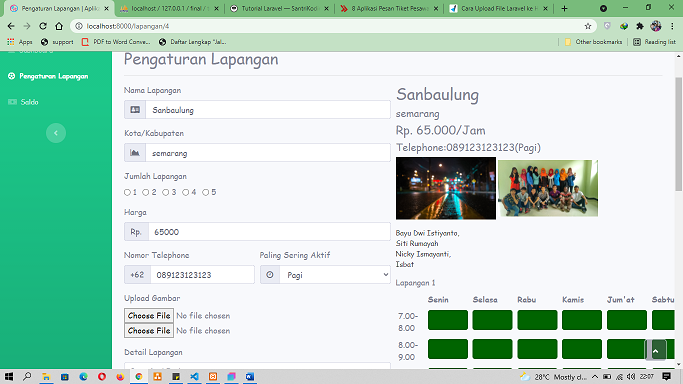 Pengaturan Lapangan | Aplik
localhost / 127.0.0.1 / final / t
Tutorial Laravel — SantriKod
8 Aplikasi Pesan Tiket Pesawa
Cara Upload File Laravel ke H
localhost:8000/lapangan/4
Apps
support
PDF to Word Conve...
Daftar Lengkap "Jal...
Other bookmarks
Reading list
Pengaturan Lapangan
Saldo
Pengaturan Lapangan
Nama Lapangan
Sanbaulung
Kota/Kabupaten
semarang
Jumlah Lapangan
1 2 3 4 5
Harga
Rp. 65000
Nomor Telephone
Paling Sering Aktif
+62 089123123123
Pagi
Upload Gambar
Choose File No file chosen
Choose File No file chosen
Detail Lapangan
Sanbaulung
semarang
Rp. 65.000/Jam
Telephone:089123123123(Pagi)
Bayu Dwi Istiyanto,
Siti Rumayah
Nicky Ismayanti,
Isbat
Lapangan 1
Senin Selasa Rabu Kamis Jum'at Sabtu
7.00-
8.00
8.00-
9.00
28°C Mostly cl...
22:07